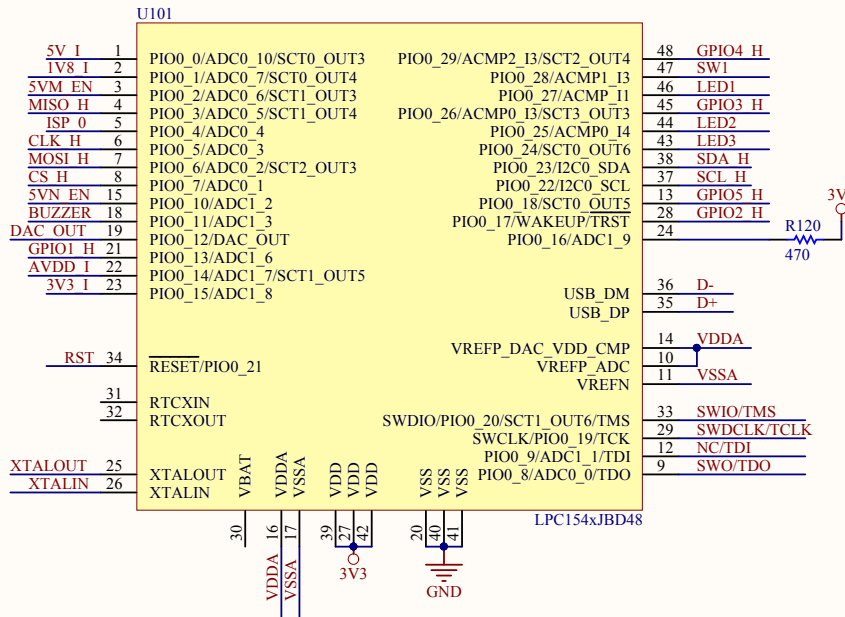 U101
5V_I 1 PIO0_0/ADC0_10/SCT0_OUT3
1V8_I 2 PIO0_1/ADC0_7/SCT0_OUT4
5VM_EN 3 PIO0_2/ADC0_6/SCT1_OUT3
MISO_H 4 PIO0_3/ADC0_5/SCT1_OUT4
ISP_0 5 PIO0_4/ADC0_4
CLK_H 6 PIO0_5/ADC0_3
MOSI_H 7 PIO0_6/ADC0_2/SCT2_OUT3
CS_H 8 PIO0_7/ADC0_1
5VN_EN 15 PIO0_10/ADC1_2
BUZZER 18 PIO0_11/ADC1_3
DAC_OUT 19 PIO0_12/DAC_OUT
GPIO1_H 21 PIO0_13/ADC1_6
AVDD_I 22 PIO0_14/ADC1_7/SCT1_OUT5
3V3_I 23 PIO0_15/ADC1_8
RST 34 RESET/PIO0_21
31 RTCXIN
32 RTCXOUT
XTALOUT 25 XTALOUT
XTALIN 26 XTALIN
PIO0_29/ACMP2_I3/SCT2_OUT4 48 GPIO4_H
PIO0_28/ACMP1_I3 47 SW1
PIO0_27/ACMP_I1 46 LED1
PIO0_26/ACMP0_I3/SCT3_OUT3 45 GPIO3_H
PIO0_25/ACMP0_I4 44 LED2
PIO0_24/SCT0_OUT6 43 LED3
PIO0_23/I2C0_SDA 38 SDA_H
PIO0_22/I2C0_SCL 37 SCL_H
PIO0_18/SCT0_OUT5 13 GPIO5_H
PIO0_17/WAKEUP/TRST 28 GPIO2_H
PIO0_16/ADC1_9 24
R120
470
USB_DM 36 D-
USB_DP 35 D+
VREFP_DAC_VDD_CMP 14 VDDA
VREFP_ADC 10
VREFN 11 VSSA
SWDIO/PIO0_20/SCT1_OUT6/TMS 33 SWIO/TMS
SWCLK/PIO0_19/TCK 29 SWDCLK/TCLK
PIO0_9/ADC1_1/TDI 12 NC/TDI
PIO0_8/ADC0_0/TDO 9 SWO/TDO
VBAT VDDA VSSA VDD VDD VDD VSS VSS VSS
LPC154xJBD48
30 16 17 39 27 42 20 40 41
VDDA VSSA
3V3
GND